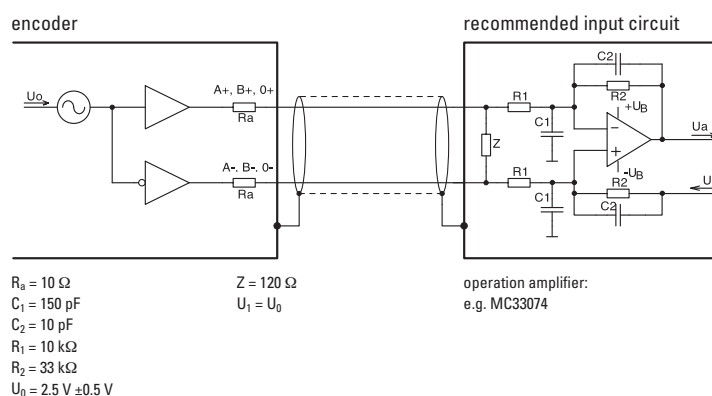 encoder
recommended input circuit
Uo
A+, B+, 0+
Ra
A-. B-. 0-
Ra
Z
R1
C1
R1
C1
C2
R2
+UB
-UB
Ua
R2
C2
U
Ra = 10 Ω
C1 = 150 pF
C2 = 10 pF
R1 = 10 kΩ
R2 = 33 kΩ
U0 = 2.5 V ±0.5 V
Z = 120 Ω
U1 = U0
operation amplifier:
e.g. MC33074